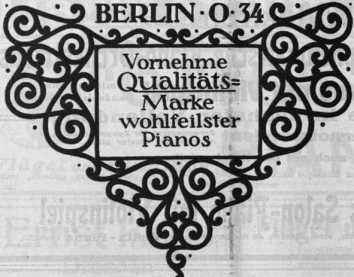 BERLIN·O·34
Vornehme
Qualitäts=
Marke
wohlfeilster
Pianos